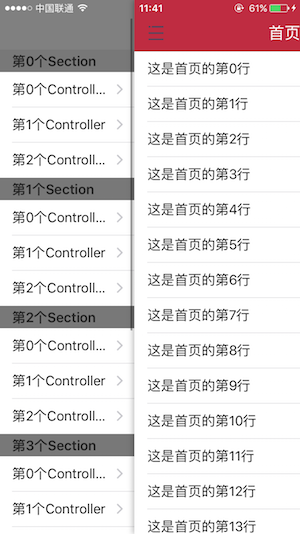 中国联通
11:41
61%
首页
第0个Section
第0个Controll...
第1个Controller
第2个Controll...
第1个Section
第0个Controll...
第1个Controller
第2个Controll...
第2个Section
第0个Controll...
第1个Controller
第2个Controll...
第3个Section
第0个Controll...
第1个Controller
这是首页的第0行
这是首页的第1行
这是首页的第2行
这是首页的第3行
这是首页的第4行
这是首页的第5行
这是首页的第6行
这是首页的第7行
这是首页的第8行
这是首页的第9行
这是首页的第10行
这是首页的第11行
这是首页的第12行
这是首页的第13行